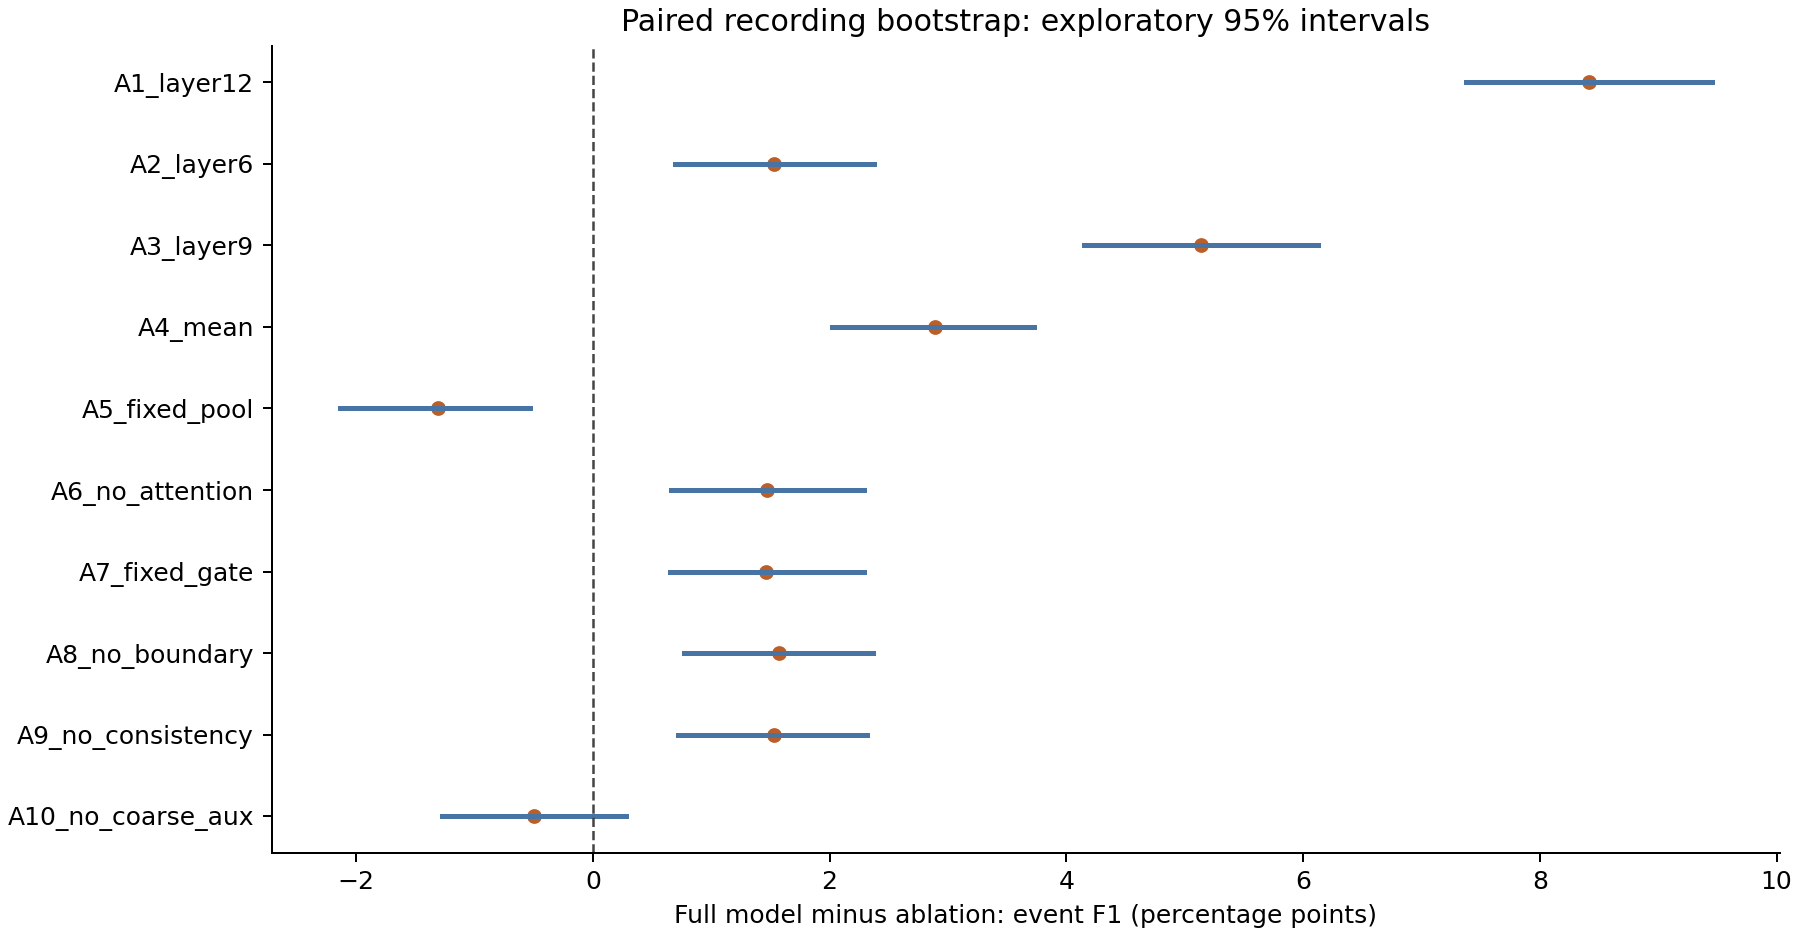 Paired recording bootstrap: exploratory 95% intervals
A1_layer12
A2_layer6
A3_layer9
A4_mean
A5_fixed_pool
A6_no_attention
A7_fixed_gate
A8_no_boundary
A9_no_consistency
A10_no_coarse_aux
−2 0 2 4 6 8 10
Full model minus ablation: event F1 (percentage points)